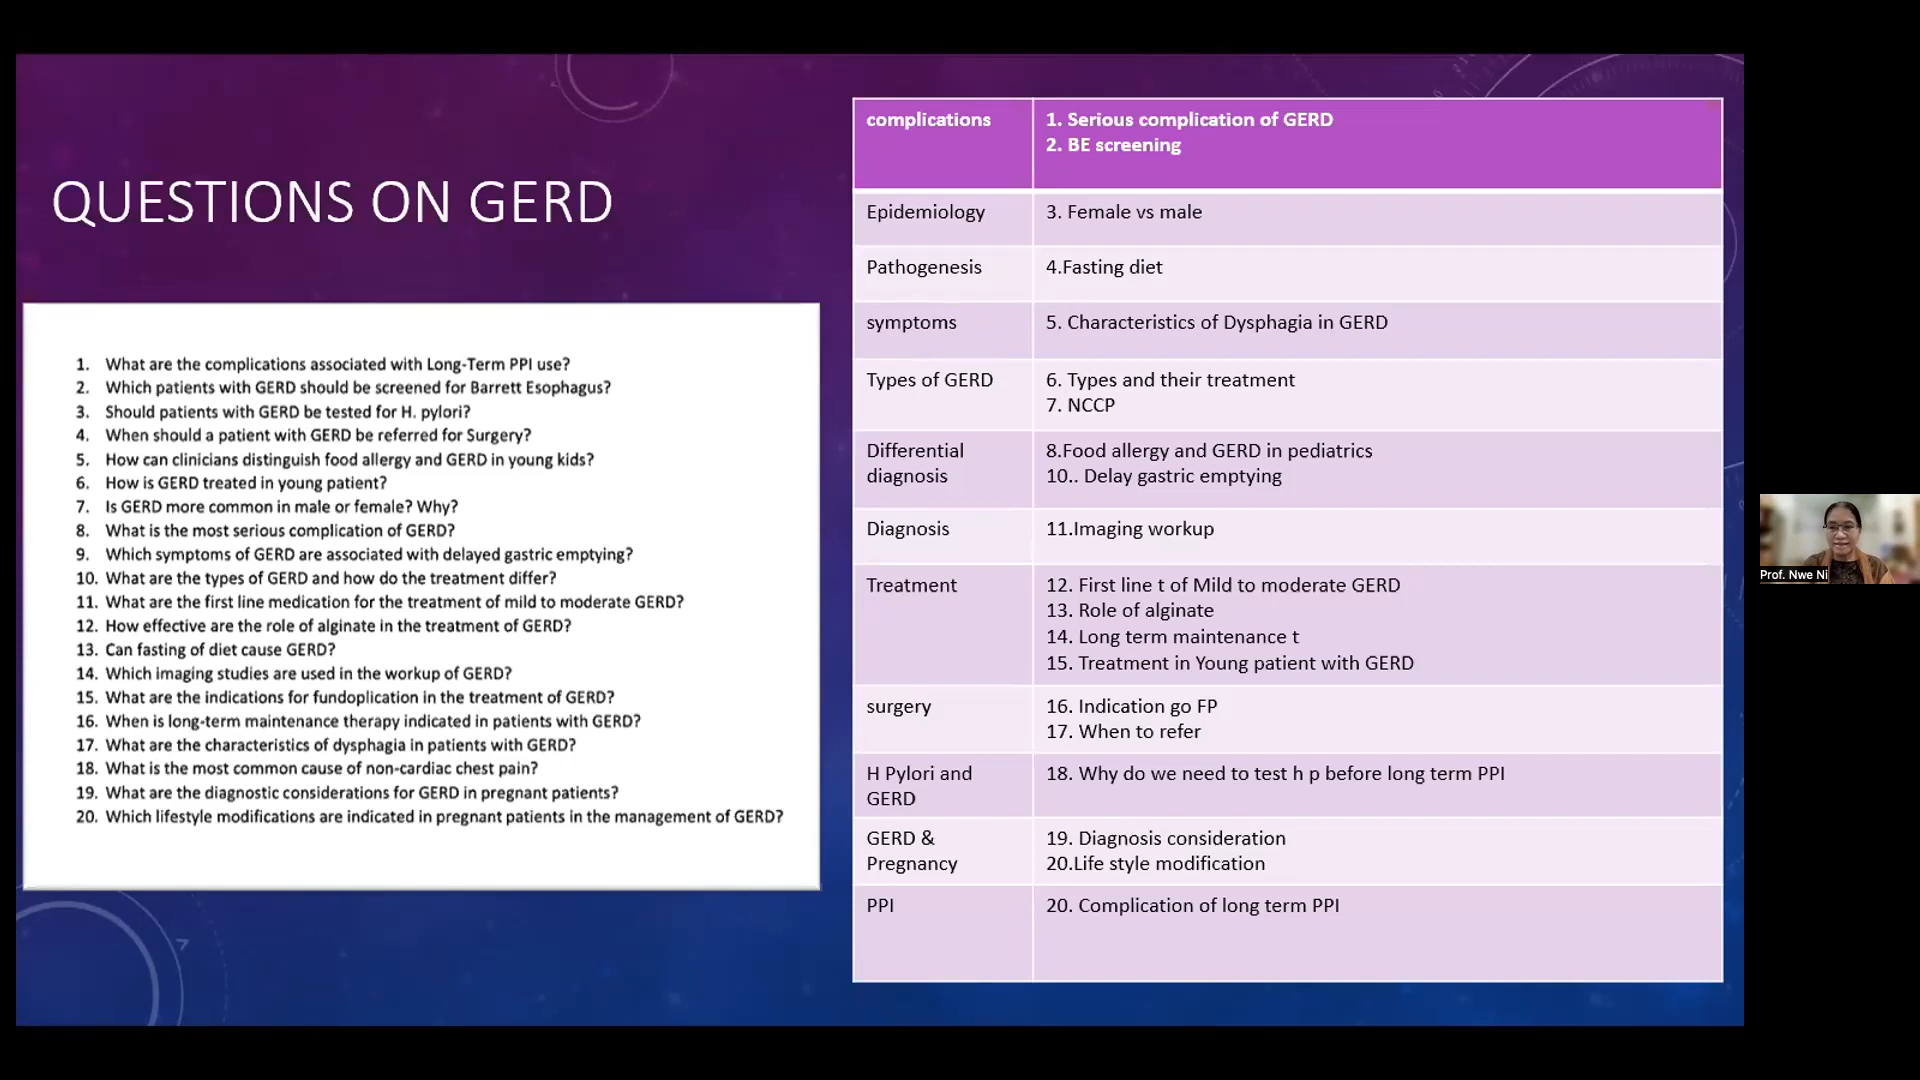 QUESTIONS ON GERD
1. What are the complications associated with Long-Term PPI use?
2. Which patients with GERD should be screened for Barrett Esophagus?
3. Should patients with GERD be tested for H. pylori?
4. When should a patient with GERD be referred for Surgery?
5. How can clinicians distinguish food allergy and GERD in young kids?
6. How is GERD treated in young patient?
7. Is GERD more common in male or female? Why?
8. What is the most serious complication of GERD?
9. Which symptoms of GERD are associated with delayed gastric emptying?
10. What are the types of GERD and how do the treatment differ?
11. What are the first line medication for the treatment of mild to moderate GERD?
12. How effective are the role of alginate in the treatment of GERD?
13. Can fasting of diet cause GERD?
14. Which imaging studies are used in the workup of GERD?
15. What are the indications for fundoplication in the treatment of GERD?
16. When is long-term maintenance therapy indicated in patients with GERD?
17. What are the characteristics of dysphagia in patients with GERD?
18. What is the most common cause of non-cardiac chest pain?
19. What are the diagnostic considerations for GERD in pregnant patients?
20. Which lifestyle modifications are indicated in pregnant patients in the management of GERD?
complications
1. Serious complication of GERD
2. BE screening
Epidemiology
3. Female vs male
Pathogenesis
4.Fasting diet
symptoms
5. Characteristics of Dysphagia in GERD
Types of GERD
6. Types and their treatment
7. NCCP
Differential
diagnosis
8.Food allergy and GERD in pediatrics
10.. Delay gastric emptying
Diagnosis
11.Imaging workup
Treatment
12. First line t of Mild to moderate GERD
13. Role of alginate
14. Long term maintenance t
15. Treatment in Young patient with GERD
surgery
16. Indication go FP
17. When to refer
H Pylori and
GERD
18. Why do we need to test h p before long term PPI
GERD &
Pregnancy
19. Diagnosis consideration
20.Life style modification
PPI
20. Complication of long term PPI
Prof. Nwe Ni